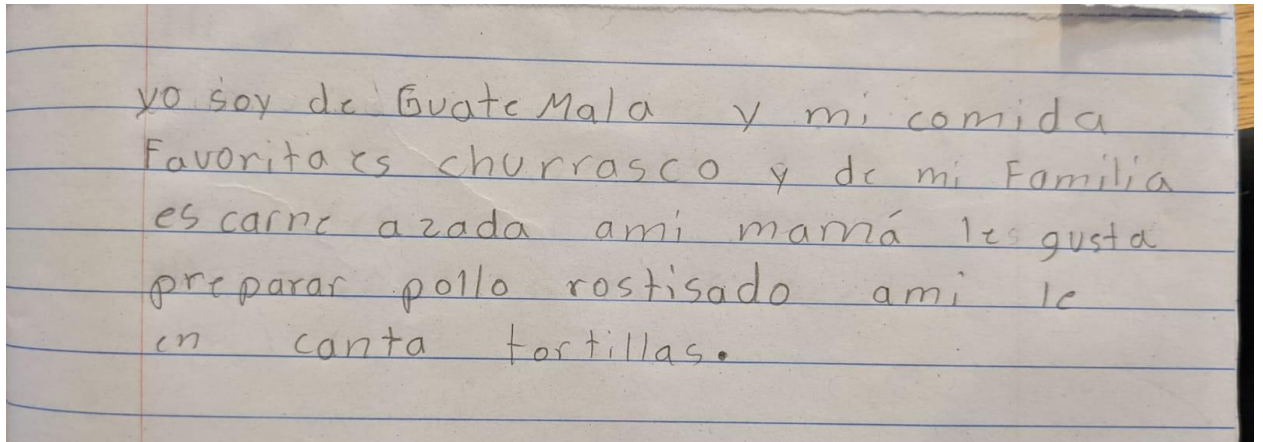 yo soy de Guate Mala y mi comida
Favorita es churrasco y de mi Familia
es carne azada ami mamá les gusta
preparar pollo rostisado ami le
en canta tortillas.